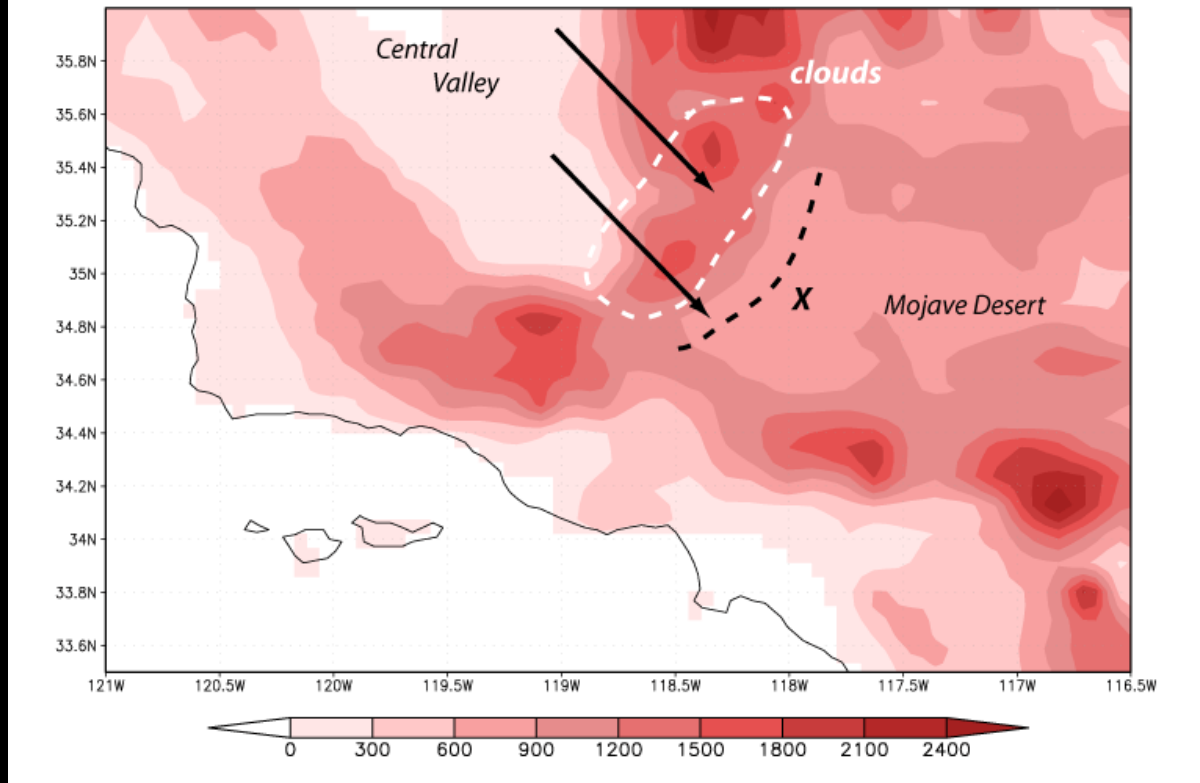 Central
Valley
clouds
X
Mojave Desert
35.8N
35.6N
35.4N
35.2N
35N
34.8N
34.6N
34.4N
34.2N
34N
33.8N
33.6N
121W 120.5W 120W 119.5W 119W 118.5W 118W 117.5W 117W 116.5W
0 300 600 900 1200 1500 1800 2100 2400